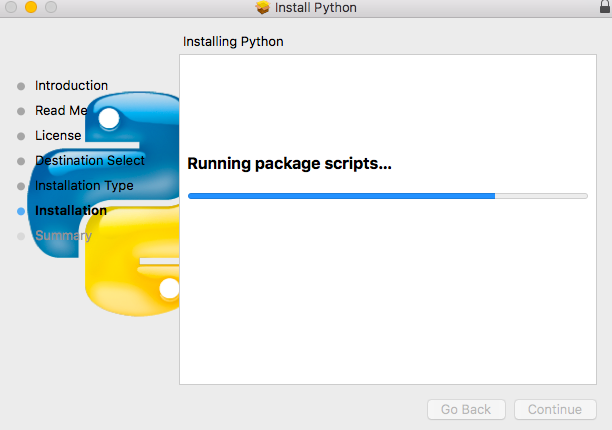 Install Python
Installing Python
Introduction
Read Me
License
Destination Select
Installation Type
Installation
Summary
Running package scripts...
Go Back
Continue